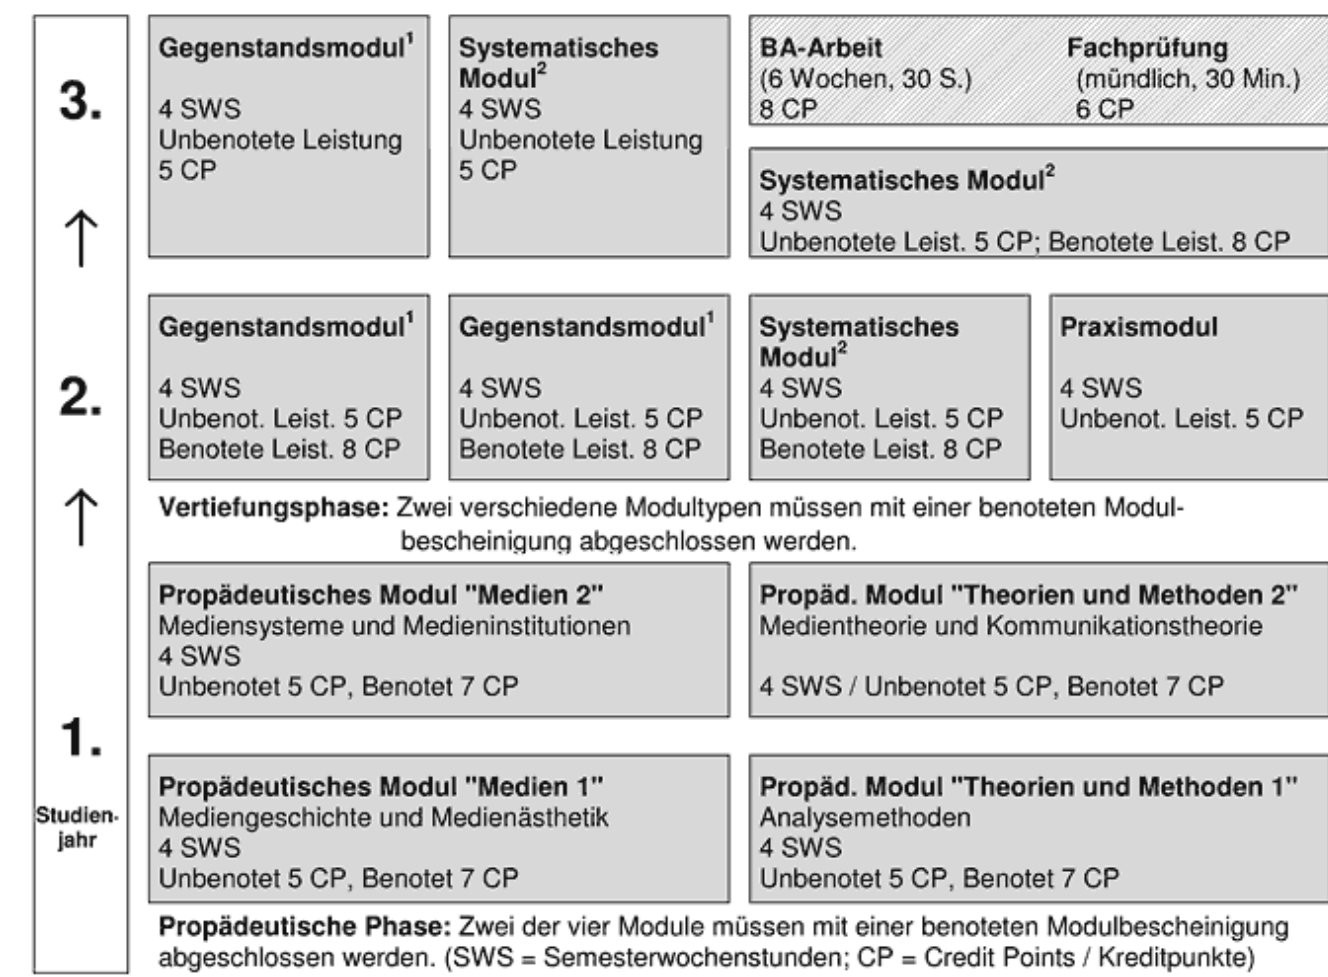 3.
Gegenstandsmodul¹
4 SWS
Unbenotete Leistung
5 CP
Systematisches
Modul²
4 SWS
Unbenotete Leistung
5 CP
BA-Arbeit
(6 Wochen, 30 S.)
8 CP
Fachprüfung
(mündlich, 30 Min.)
6 CP
Systematisches Modul²
4 SWS
Unbenotete Leist. 5 CP; Benotete Leist. 8 CP
2.
Gegenstandsmodul¹
4 SWS
Unbenot. Leist. 5 CP
Benotete Leist. 8 CP
Gegenstandsmodul¹
4 SWS
Unbenot. Leist. 5 CP
Benotete Leist. 8 CP
Systematisches
Modul²
4 SWS
Unbenot. Leist. 5 CP
Benotete Leist. 8 CP
Praxismodul
4 SWS
Unbenot. Leist. 5 CP
Vertiefungsphase: Zwei verschiedene Modultypen müssen mit einer benoteten Modul-
bescheinigung abgeschlossen werden.
Propädeutisches Modul "Medien 2"
Mediensysteme und Medieninstitutionen
4 SWS
Unbenotet 5 CP, Benotet 7 CP
Propäd. Modul "Theorien und Methoden 2"
Medientheorie und Kommunikationstheorie
4 SWS / Unbenotet 5 CP, Benotet 7 CP
1.
Studien-
jahr
Propädeutisches Modul "Medien 1"
Mediengeschichte und Medienästhetik
4 SWS
Unbenotet 5 CP, Benotet 7 CP
Propäd. Modul "Theorien und Methoden 1"
Analysemethoden
4 SWS
Unbenotet 5 CP, Benotet 7 CP
Propädeutische Phase: Zwei der vier Module müssen mit einer benoteten Modulbescheinigung
abgeschlossen werden. (SWS = Semesterwochenstunden; CP = Credit Points / Kreditpunkte)